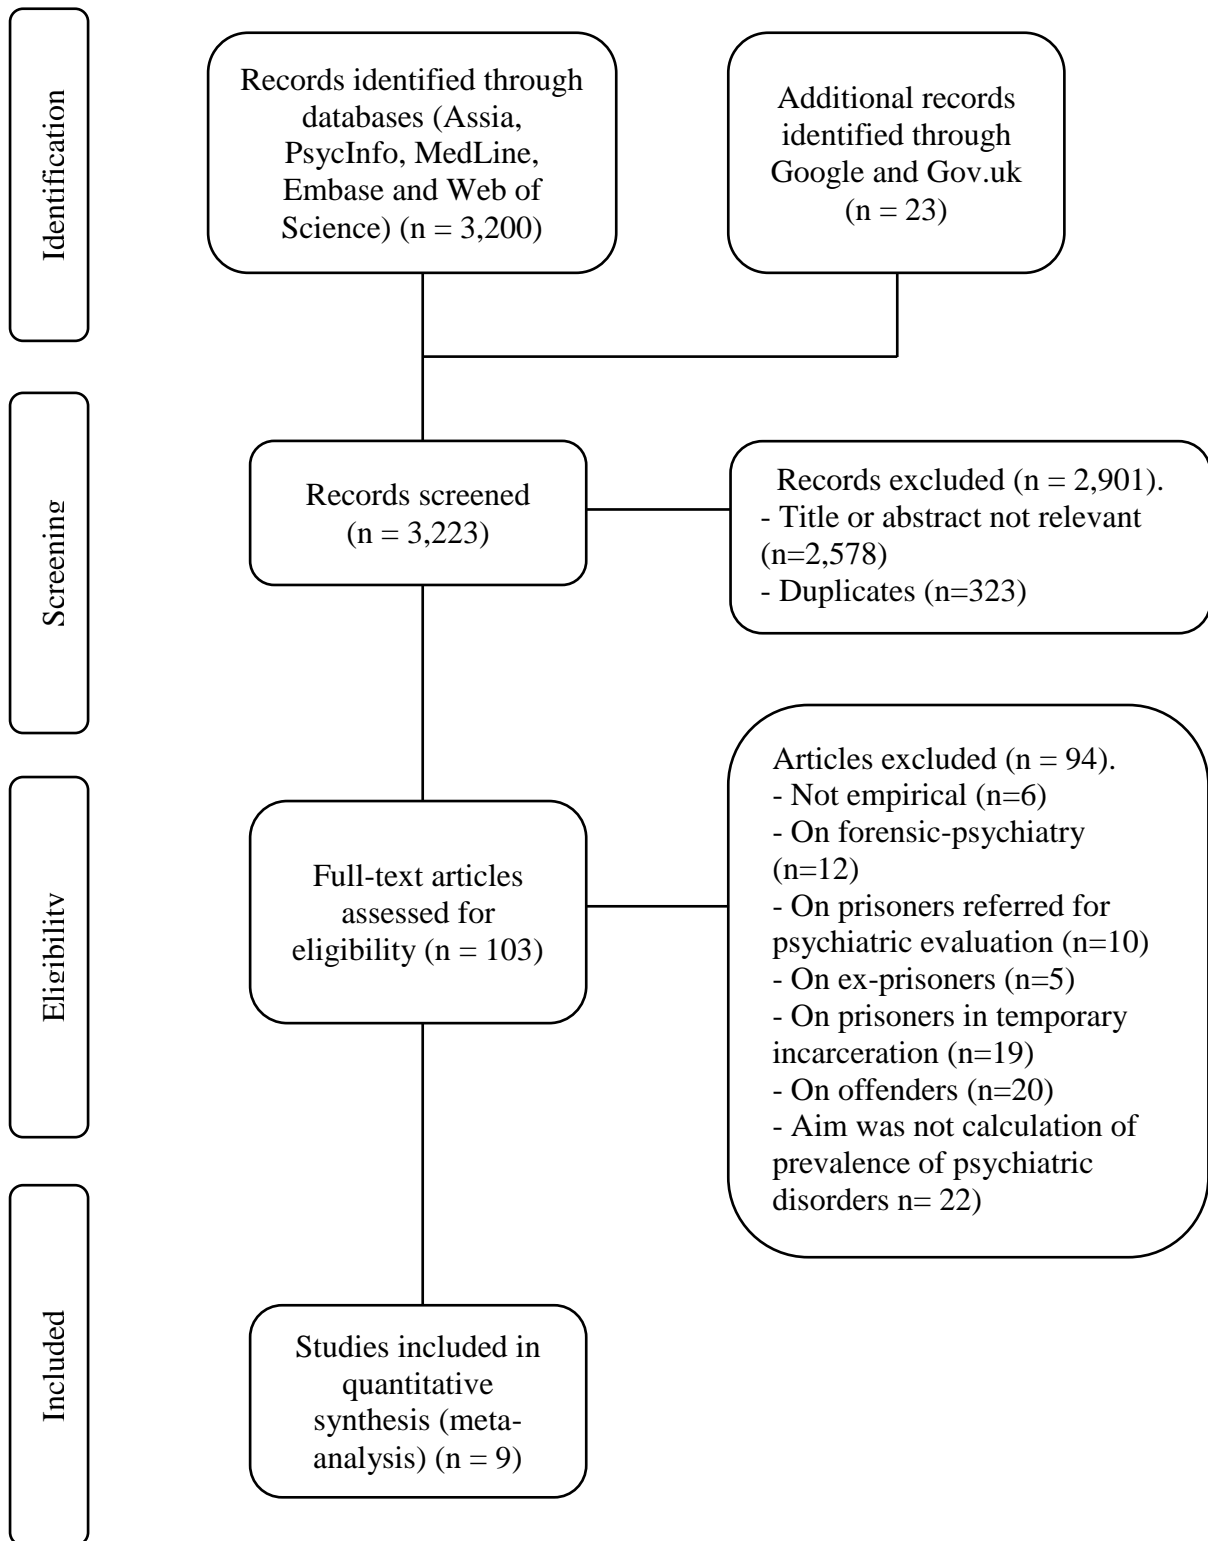 Identification
Records identified through
databases (Assia,
PsycInfo, MedLine,
Embase and Web of
Science) (n = 3,200)
Additional records
identified through
Google and Gov.uk
(n = 23)
Screening
Records screened
(n = 3,223)
Records excluded (n = 2,901).
- Title or abstract not relevant
(n=2,578)
- Duplicates (n=323)
Eligibility
Full-text articles
assessed for
eligibility (n = 103)
Articles excluded (n = 94).
- Not empirical (n=6)
- On forensic-psychiatry
(n=12)
- On prisoners referred for
psychiatric evaluation (n=10)
- On ex-prisoners (n=5)
- On prisoners in temporary
incarceration (n=19)
- On offenders (n=20)
- Aim was not calculation of
prevalence of psychiatric
disorders n= 22)
Included
Studies included in
quantitative
synthesis (meta-
analysis) (n = 9)